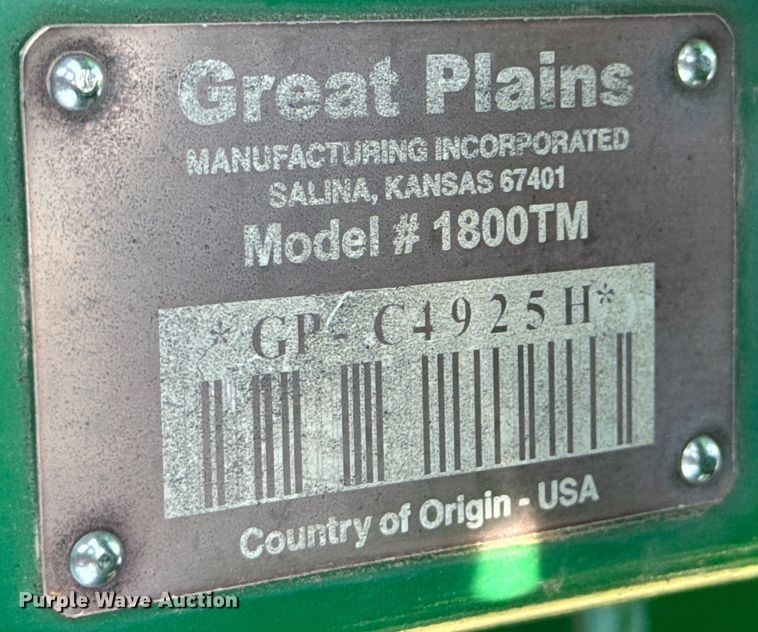 Great Plains
MANUFACTURING INCORPORATED
SALINA, KANSAS 67401
Model # 1800TM
*GP-C4925H*
Country of Origin - USA
Purple Wave Auction